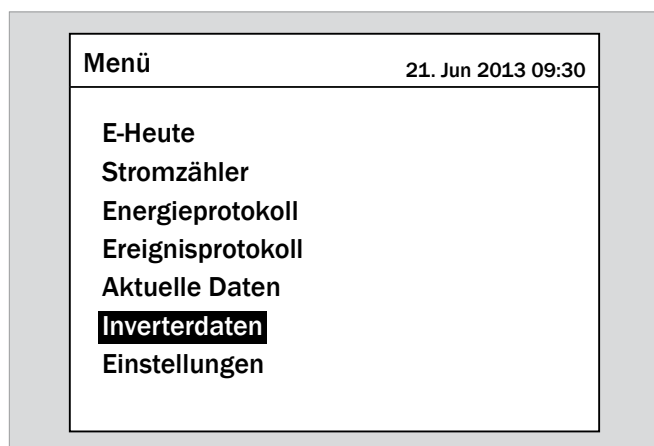 Menü 21. Jun 2013 09:30
E-Heute
Stromzähler
Energieprotokoll
Ereignisprotokoll
Aktuelle Daten
Inverterdaten
Einstellungen